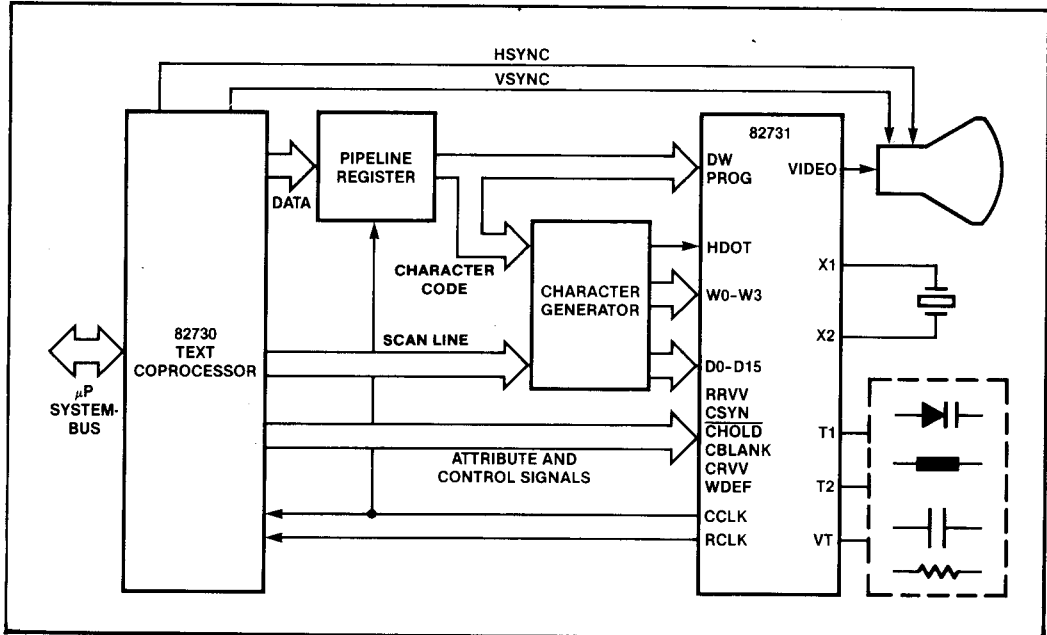 HSYNC
VSYNC
82731
PIPELINE
REGISTER
DATA
DW
PROG
VIDEO
HDOT
CHARACTER
CODE
CHARACTER
GENERATOR
W0-W3
X1
X2
82730
TEXT
COPROCESSOR
SCAN LINE
D0-D15
μP
SYSTEM-
BUS
RRVV
CSYN
CHOLD
CBLANK
CRVV
WDEF
ATTRIBUTE AND
CONTROL SIGNALS
T1
T2
CCLK
RCLK
VT